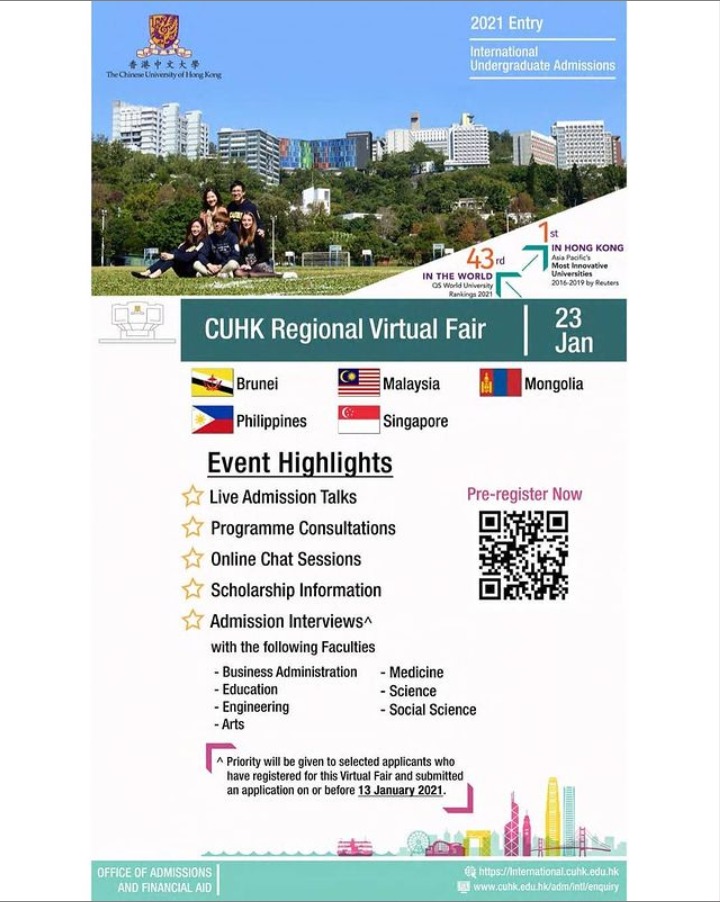 香港中文大學
The Chinese University of Hong Kong
2021 Entry
International
Undergraduate Admissions
43rd
IN THE WORLD
QS World University
Rankings 2021
1st
IN HONG KONG
Asia Pacific's
Most Innovative
Universities
2016-2019 by Reuters
CUHK Regional Virtual Fair
23
Jan
Brunei
Malaysia
Mongolia
Philippines
Singapore
Event Highlights
Live Admission Talks
Programme Consultations
Online Chat Sessions
Scholarship Information
Admission Interviews^
with the following Faculties
- Business Administration
- Education
- Engineering
- Arts
- Medicine
- Science
- Social Science
Pre-register Now
^ Priority will be given to selected applicants who
have registered for this Virtual Fair and submitted
an application on or before 13 January 2021.
OFFICE OF ADMISSIONS
AND FINANCIAL AID
https://International.cuhk.edu.hk
www.cuhk.edu.hk/adm/intl/enquiry